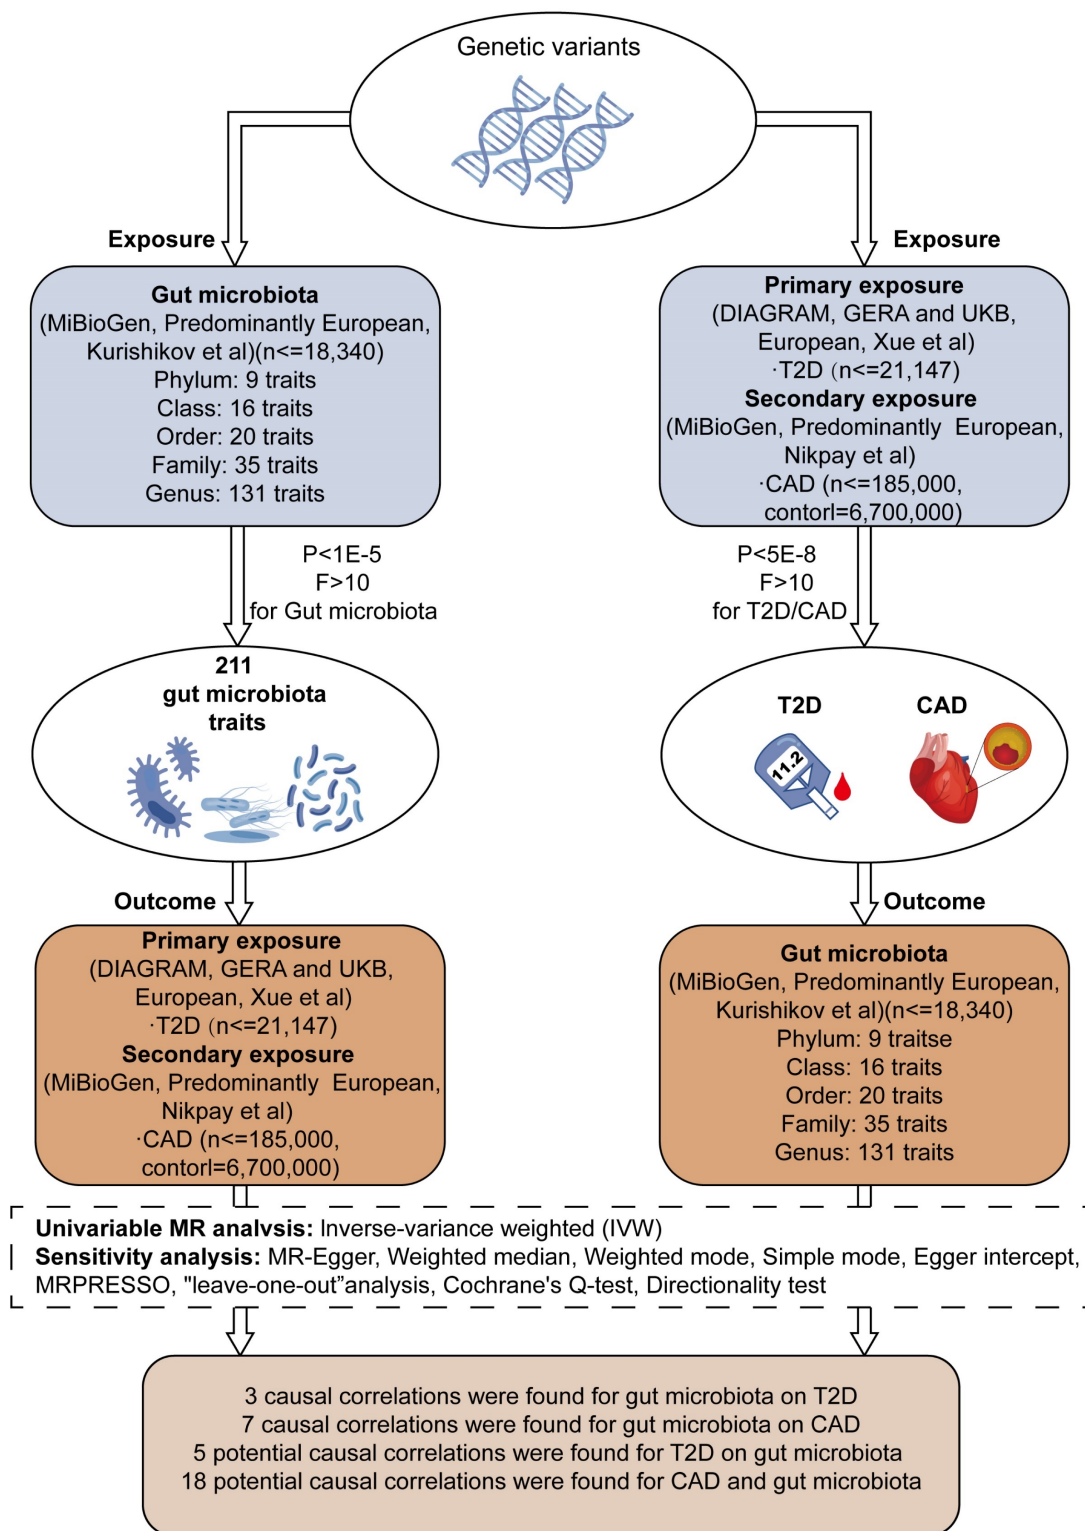 Genetic variants
Exposure
Exposure
Gut microbiota
(MiBioGen, Predominantly European,
Kurishikov et al)(n<=18,340)
Phylum: 9 traits
Class: 16 traits
Order: 20 traits
Family: 35 traits
Genus: 131 traits
Primary exposure
(DIAGRAM, GERA and UKB,
European, Xue et al)
·T2D (n<=21,147)
Secondary exposure
(MiBioGen, Predominantly European,
Nikpay et al)
·CAD (n<=185,000,
contorl=6,700,000)
P<1E-5
F>10
for Gut microbiota
P<5E-8
F>10
for T2D/CAD
211
gut microbiota
traits
T2D
CAD
11.2
Outcome
Outcome
Primary exposure
(DIAGRAM, GERA and UKB,
European, Xue et al)
·T2D (n<=21,147)
Secondary exposure
(MiBioGen, Predominantly European,
Nikpay et al)
·CAD (n<=185,000,
contorl=6,700,000)
Gut microbiota
(MiBioGen, Predominantly European,
Kurishikov et al)(n<=18,340)
Phylum: 9 traitse
Class: 16 traits
Order: 20 traits
Family: 35 traits
Genus: 131 traits
Univariable MR analvsis: Inverse-variance weighted (IVW)
Sensitivity analysis: MR-Egger, Weighted median, Weighted mode, Simple mode, Egger intercept,
MRPRESSO, "leave-one-out”analysis, Cochrane's Q-test, Directionality test
3 causal correlations were found for gut microbiota on T2D
7 causal correlations were found for gut microbiota on CAD
5 potential causal correlations were found for T2D on gut microbiota
18 potential causal correlations were found for CAD and gut microbiota